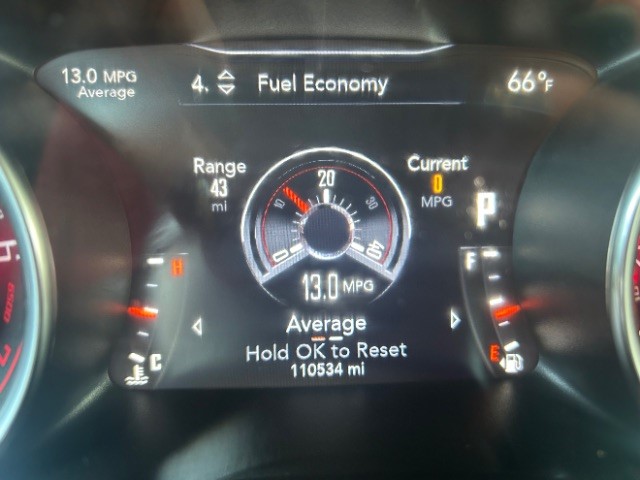 13.0 MPG
Average
4. Fuel Economy
66°F
Range
43
mi
Current
0
MPG
10
20
30
0
40
13.0 MPG
P
H
C
F
E
Average
Hold OK to Reset
110534 mi